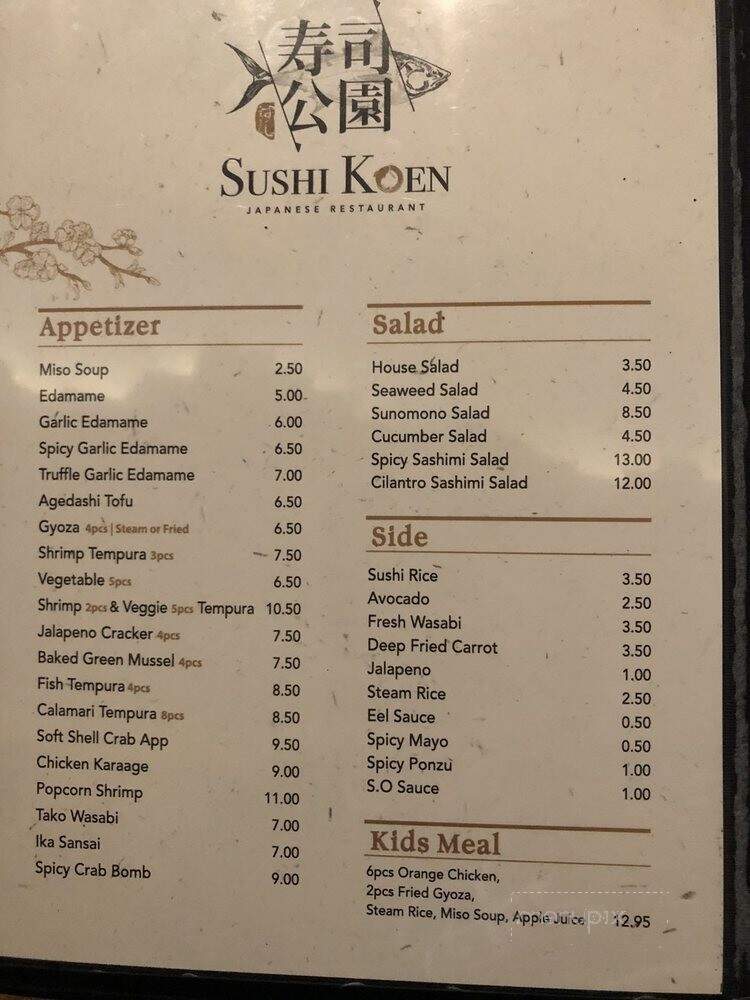 寿司
公園
SUSHI KOEN
JAPANESE RESTAURANT
Appetizer
Miso Soup 2.50
Edamame 5.00
Garlic Edamame 6.00
Spicy Garlic Edamame 6.50
Truffle Garlic Edamame 7.00
Agedashi Tofu 6.50
Gyoza 4pcs | Steam or Fried 6.50
Shrimp Tempura 3pcs 7.50
Vegetable 5pcs 6.50
Shrimp 2pcs & Veggie 5pcs Tempura 10.50
Jalapeno Cracker 4pcs 7.50
Baked Green Mussel 4pcs 7.50
Fish Tempura 4pcs 8.50
Calamari Tempura 8pcs 8.50
Soft Shell Crab App 9.50
Chicken Karaage 9.00
Popcorn Shrimp 11.00
Tako Wasabi 7.00
Ika Sansai 7.00
Spicy Crab Bomb 9.00
Salad
House Salad 3.50
Seaweed Salad 4.50
Sunomono Salad 8.50
Cucumber Salad 4.50
Spicy Sashimi Salad 13.00
Cilantro Sashimi Salad 12.00
Side
Sushi Rice 3.50
Avocado 2.50
Fresh Wasabi 3.50
Deep Fried Carrot 3.50
Jalapeno 1.00
Steam Rice 2.50
Eel Sauce 0.50
Spicy Mayo 0.50
Spicy Ponzu 1.00
S.O Sauce 1.00
Kids Meal
6pcs Orange Chicken,
2pcs Fried Gyoza,
Steam Rice, Miso Soup, Apple Juice 12.95